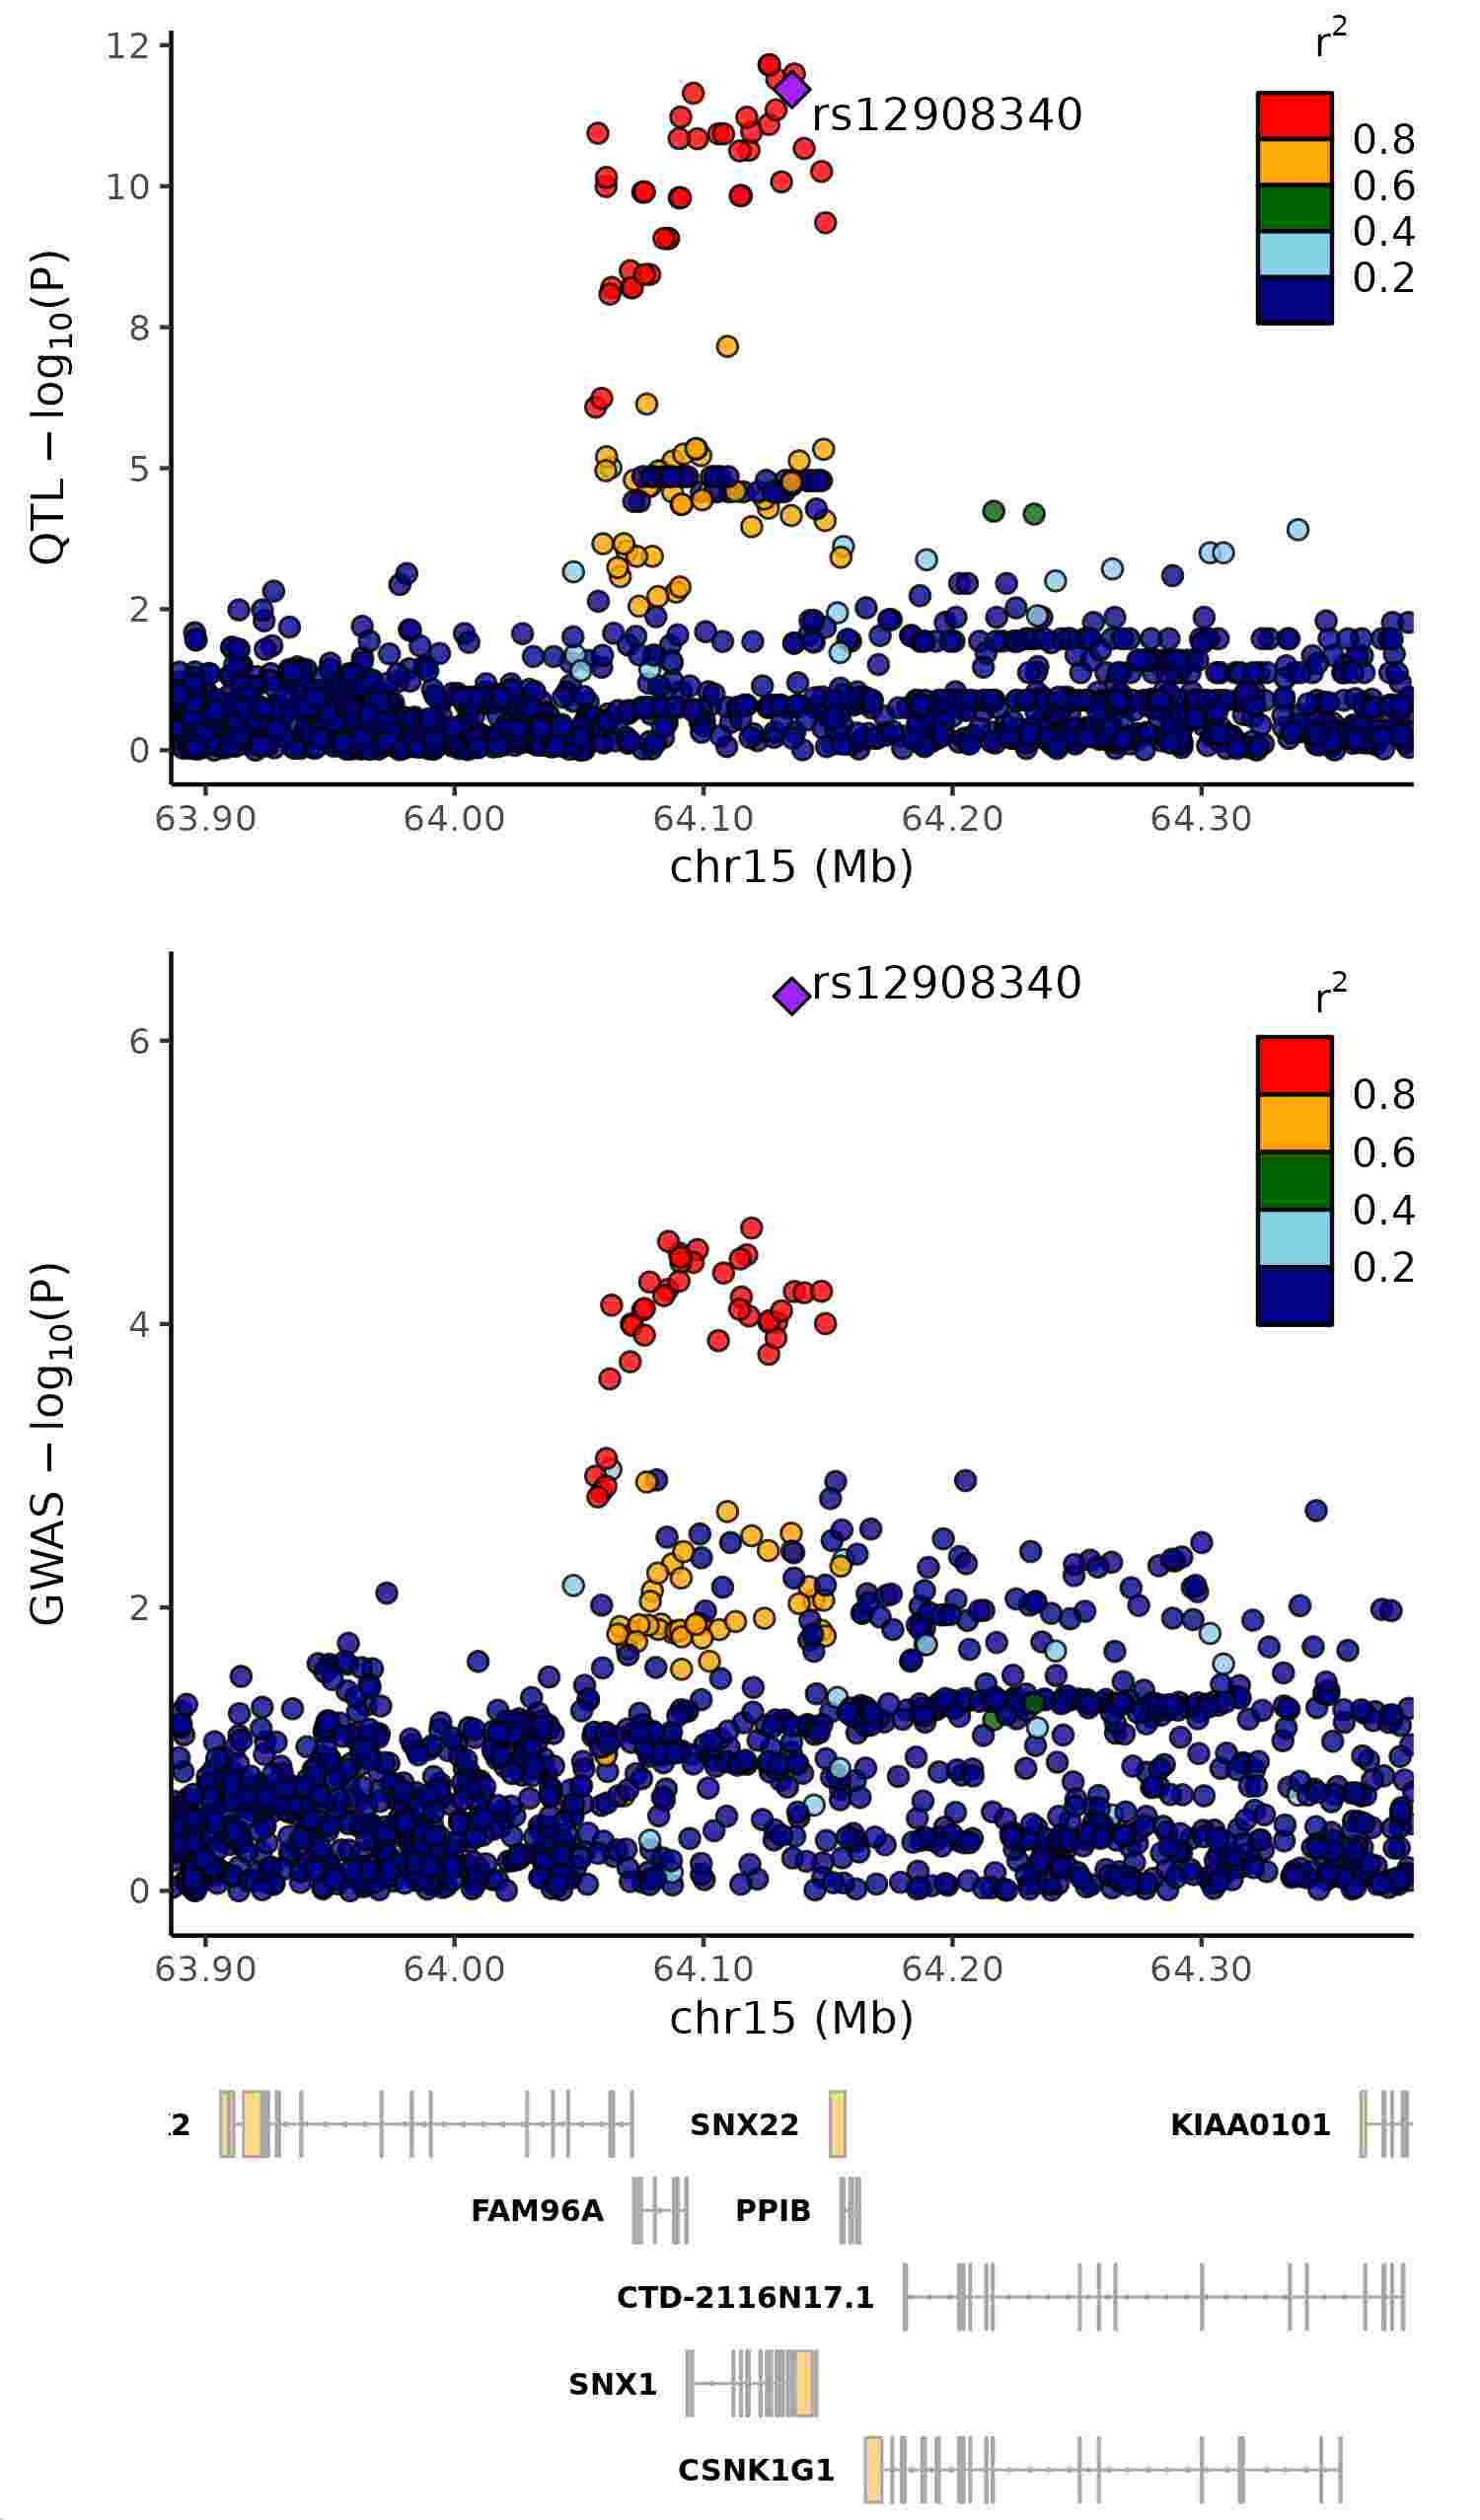 12
10
8
5
2
0
QTL − log10(P)
rs12908340
r2
0.8
0.6
0.4
0.2
63.90 64.00 64.10 64.20 64.30
chr15 (Mb)
6
4
2
0
GWAS − log10(P)
rs12908340
r2
0.8
0.6
0.4
0.2
63.90 64.00 64.10 64.20 64.30
chr15 (Mb)
2 SNX22 KIAA0101
FAM96A PPIB
CTD-2116N17.1
SNX1
CSNK1G1